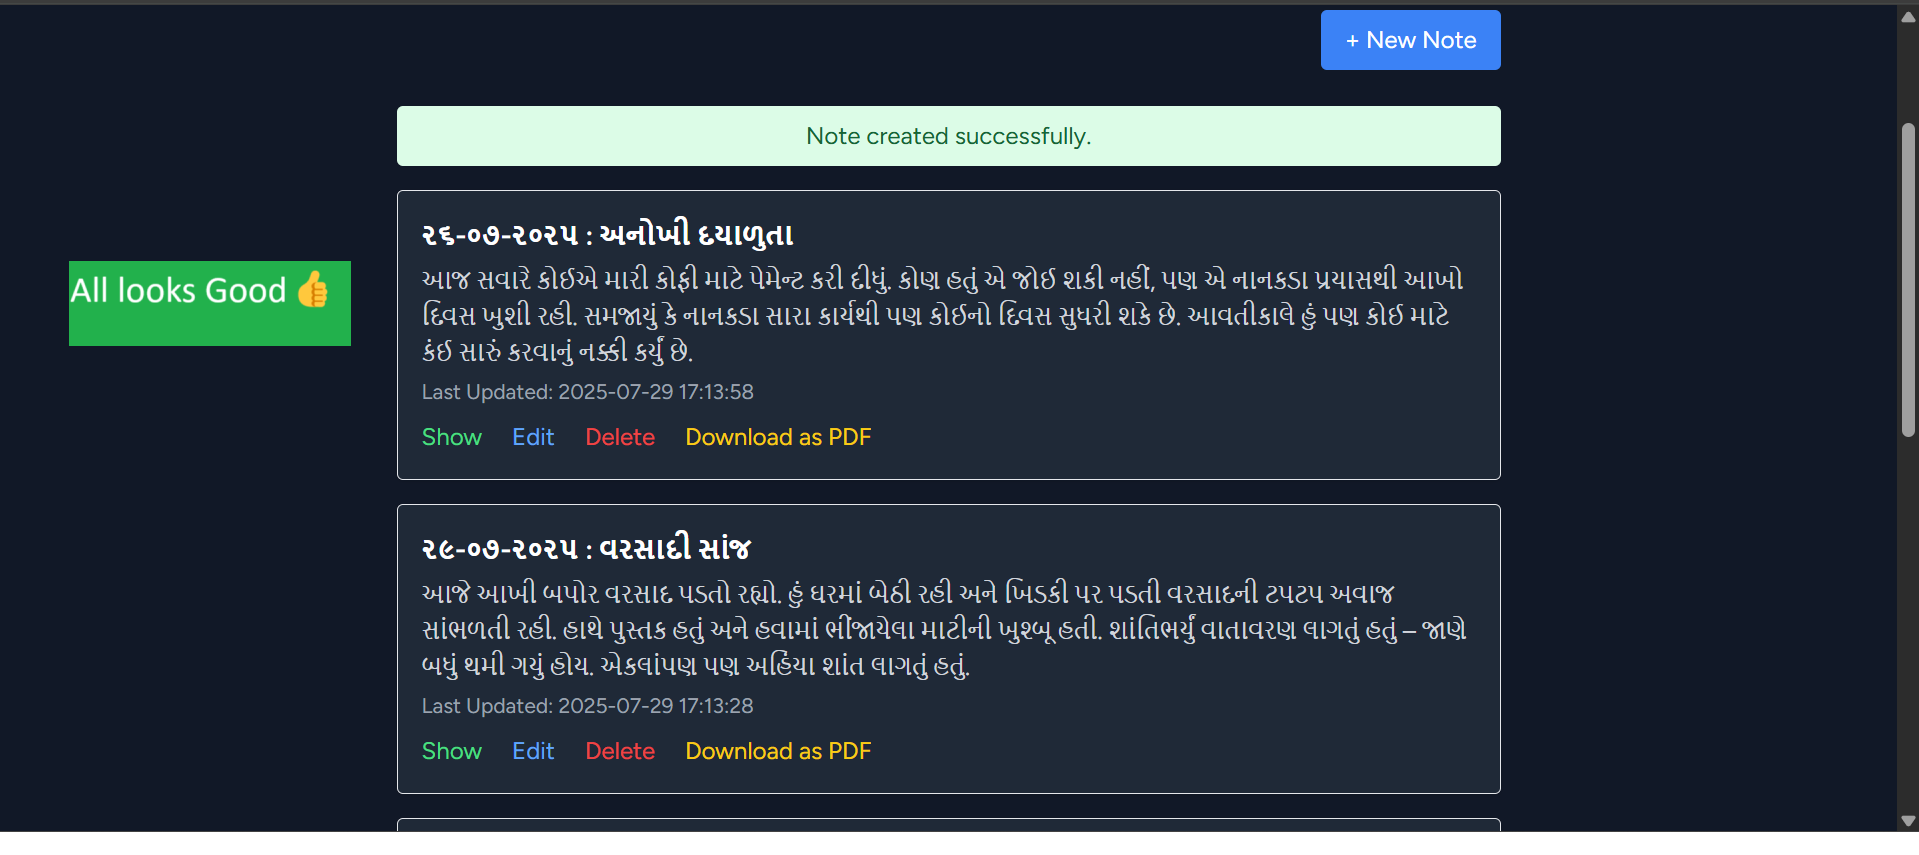 + New Note
Note created successfully.
All looks Good 👍
૨૬-૦૭-૨૦૨૫ : અનોખી દયાળુતા
આજ સવારે કોઈએ મારી કોફી માટે પેમેન્ટ કરી દીધું. કોણ હતું એ જોઈ શકી નહીં, પણ એ નાનકડા પ્રયાસથી આખો
દિવસ ખુશી રહી. સમજાયું કે નાનકડા સારા કાર્યથી પણ કોઈનો દિવસ સુધરી શકે છે. આવતીકાલે હું પણ કોઈ માટે
કંઈ સારું કરવાનું નક્કી કર્યું છે.
Last Updated: 2025-07-29 17:13:58
Show Edit Delete Download as PDF
૨૯-૦૭-૨૦૨૫ : વરસાદી સાંજ
આજે આખી બપોર વરસાદ પડતો રહ્યો. હું ઘરમાં બેઠી રહી અને ખિડકી પર પડતી વરસાદની ટપટપ અવાજ
સાંભળતી રહી. હાથે પુસ્તક હતું અને હવામાં ભીંજાયેલા માટીની ખુશ્બૂ હતી. શાંતિભર્યું વાતાવરણ લાગતું હતું – જાણે
બધું થમી ગયું હોય. એકલાંપણ પણ અહિંયા શાંત લાગતું હતું.
Last Updated: 2025-07-29 17:13:28
Show Edit Delete Download as PDF